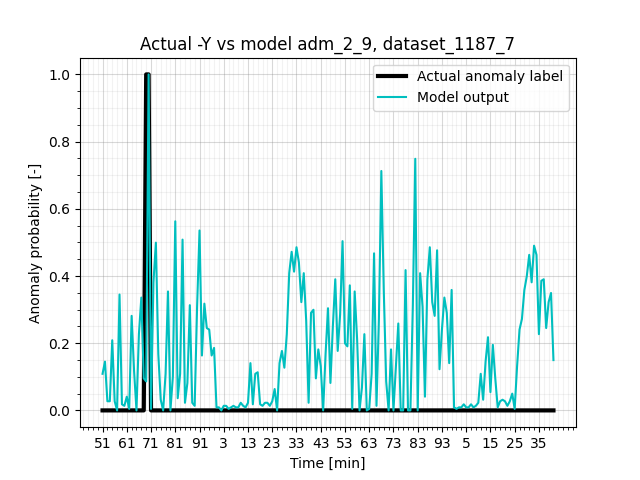 Actual -Y vs model adm_2_9, dataset_1187_7
Actual anomaly label
Model output
Anomaly probability [-]
1.0
0.8
0.6
0.4
0.2
0.0
51 61 71 81 91 3 13 23 33 43 53 63 73 83 93 5 15 25 35
Time [min]